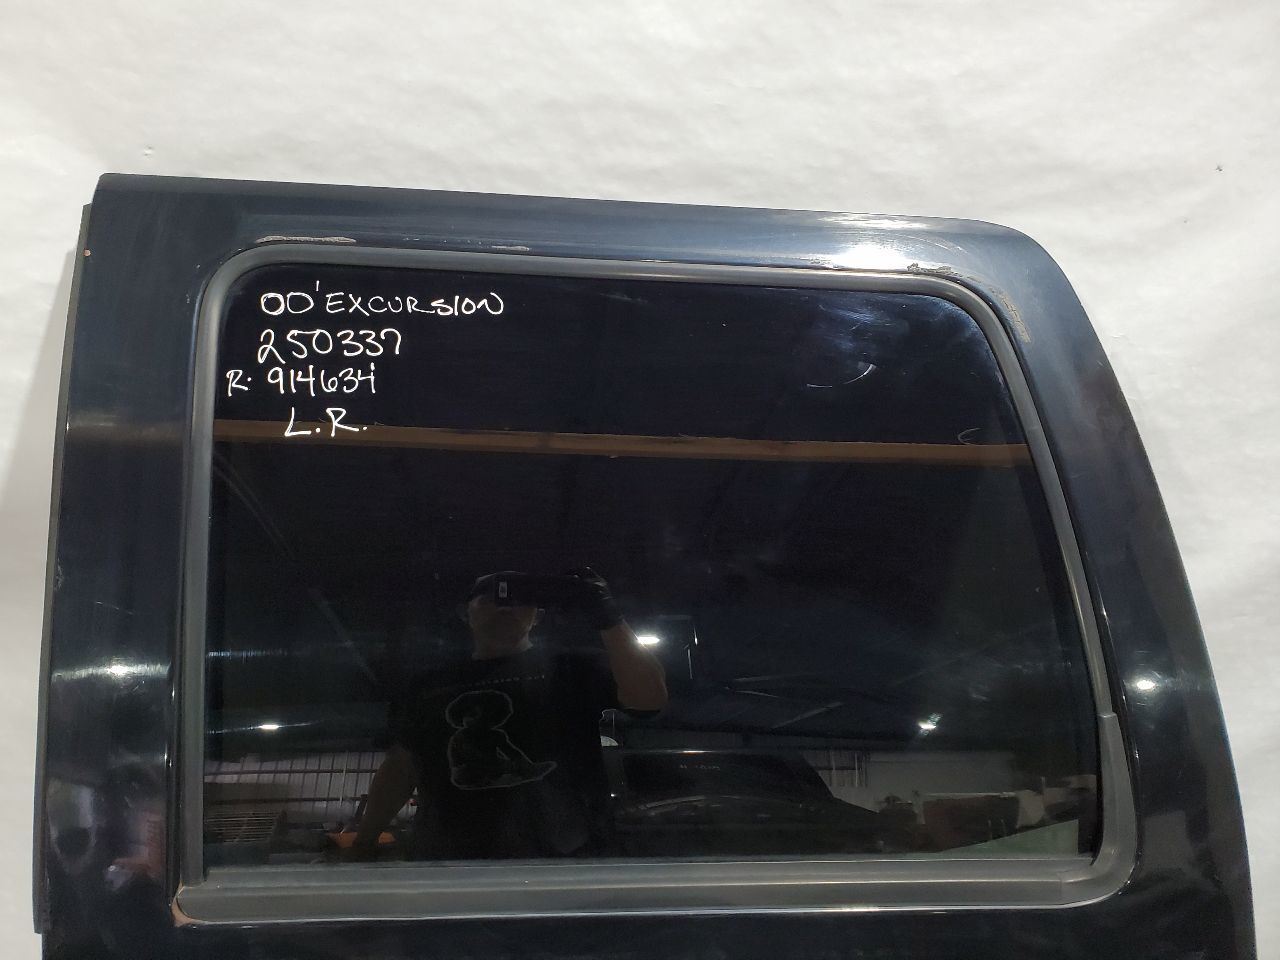 00' EXCURSION
250337
R. 914634
L.R.